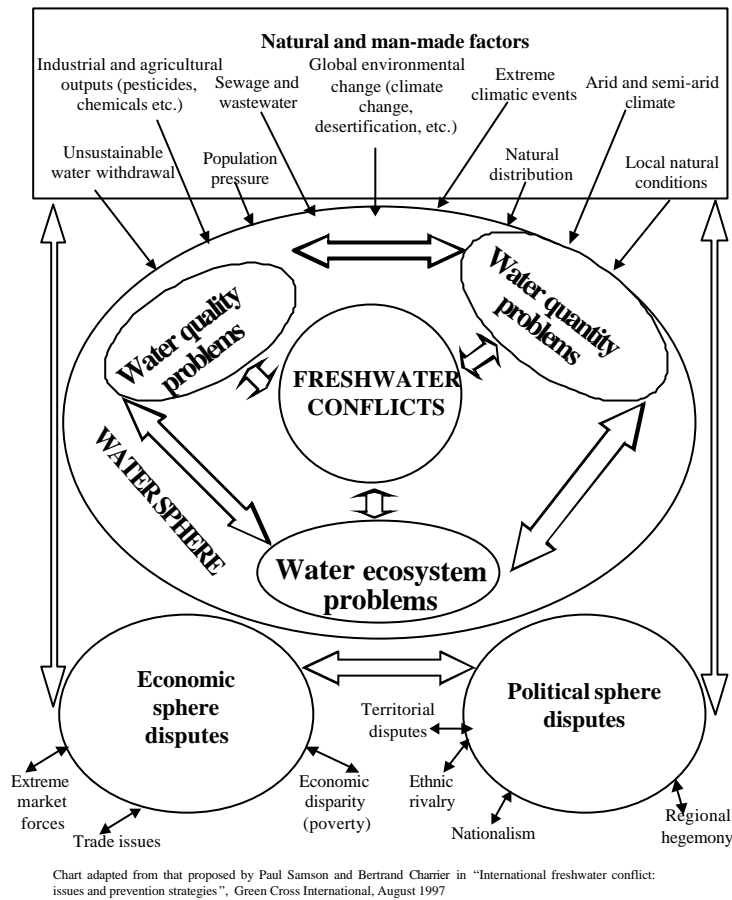 Natural and man-made factors
Industrial and agricultural
outputs (pesticides,
chemicals etc.)
Sewage and
wastewater
Global environmental
change (climate
change,
desertification, etc.)
Extreme
climatic events
Arid and semi-arid
climate
Unsustainable
water withdrawal
Population
pressure
Natural
distribution
Local natural
conditions
Water quality
problems
Water quantity
problems
FRESHWATER
CONFLICTS
WATER SPHERE
Water ecosystem
problems
Economic
sphere
disputes
Political sphere
disputes
Territorial
disputes
Extreme
market
forces
Trade issues
Economic
disparity
(poverty)
Ethnic
rivalry
Nationalism
Regional
hegemony
Chart adapted from that proposed by Paul Samson and Bertrand Charrier in “International freshwater conflict:
issues and prevention strategies”, Green Cross International, August 1997